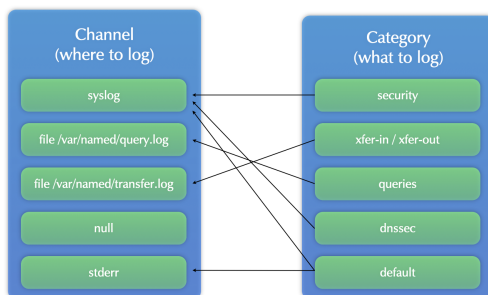 Channel
(where to log)
syslog
file /var/named/query.log
file /var/named/transfer.log
null
stderr
Category
(what to log)
security
xfer-in / xfer-out
queries
dnssec
default